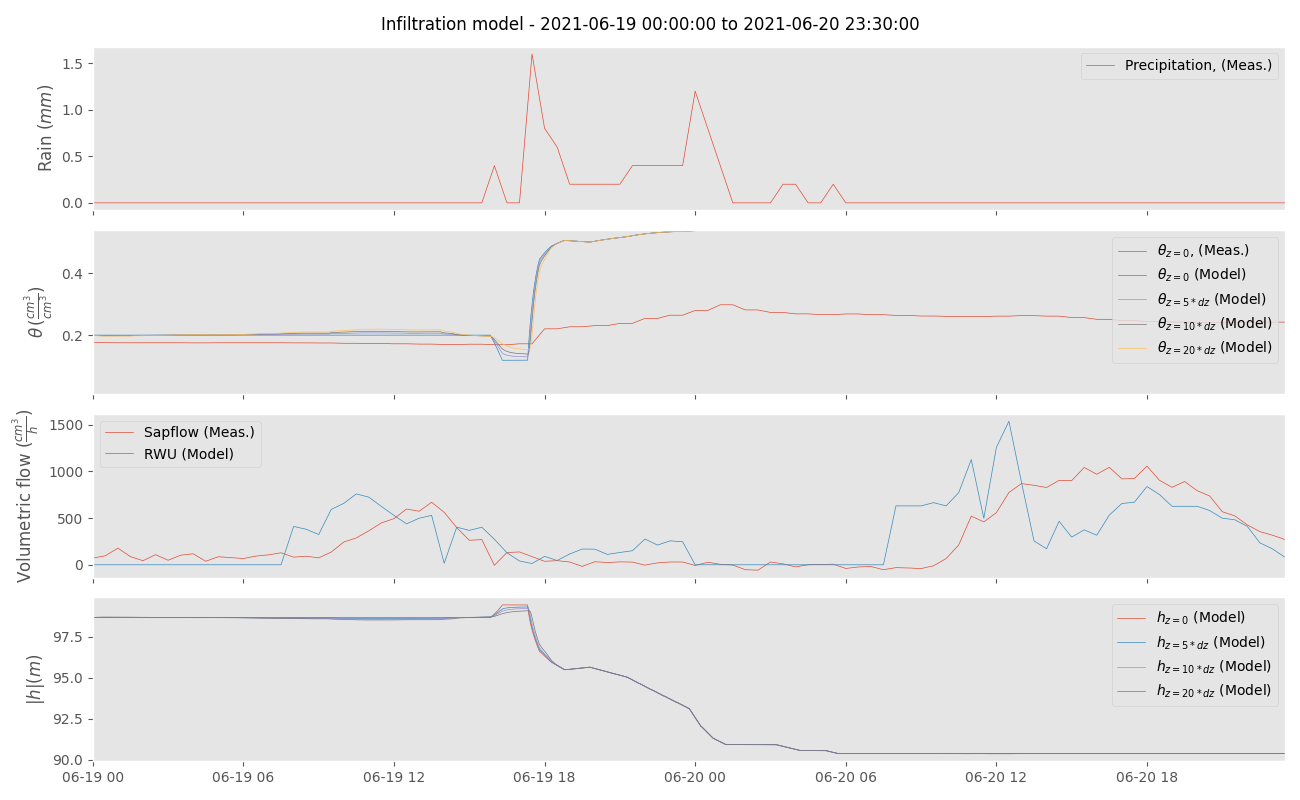 Infiltration model - 2021-06-19 00:00:00 to 2021-06-20 23:30:00
Rain (mm)
1.5
1.0
0.5
0.0
Precipitation, (Meas.)
θ (cm³/cm³)
0.4
0.2
θz=0, (Meas.)
θz=0 (Model)
θz=5*dz (Model)
θz=10*dz (Model)
θz=20*dz (Model)
Volumetric flow (cm³/h)
1500
1000
500
0
Sapflow (Meas.)
RWU (Model)
|h|(m)
97.5
95.0
92.5
90.0
hz=0 (Model)
hz=5*dz (Model)
hz=10*dz (Model)
hz=20*dz (Model)
06-19 00 06-19 06 06-19 12 06-19 18 06-20 00 06-20 06 06-20 12 06-20 18